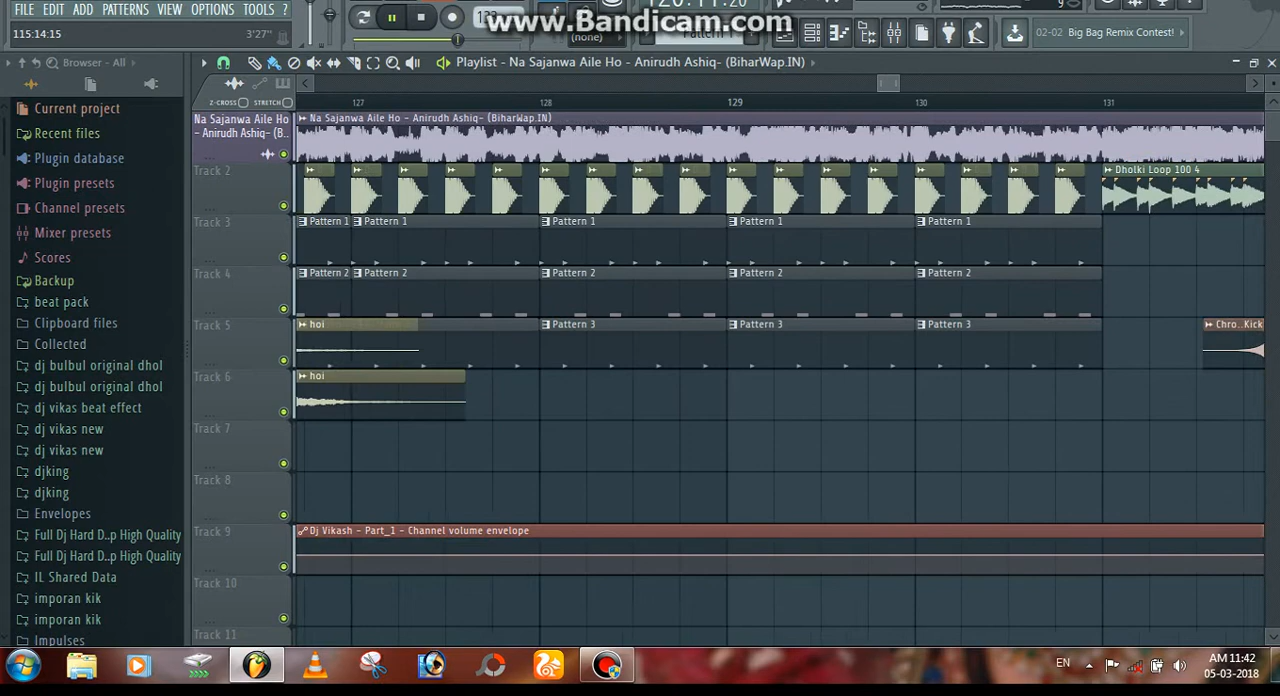 FILE EDIT ADD PATTERNS VIEW OPTIONS TOOLS ?
www.Bandicam.com
115:14:15
3'27"
(none)
02-02 Big Bag Remix Contest!
Browser - All
Playlist - Na Sajanwa Aile Ho - Anirudh Ashiq- (BiharWap.IN)
Z-CROSS STRETCH
127 128 129 130 131
Current project
Recent files
Plugin database
Plugin presets
Channel presets
Mixer presets
Scores
Backup
beat pack
Clipboard files
Collected
dj bulbul original dhol
dj bulbul original dhol
dj vikas beat effect
dj vikas new
dj vikas new
djking
djking
Envelopes
Full Dj Hard D..p High Quality
Full Dj Hard D..p High Quality
IL Shared Data
imporan kik
imporan kik
Impulses
Na Sajanwa Aile Ho
- Anirudh Ashiq- (B..
Na Sajanwa Aile Ho - Anirudh Ashiq- (BiharWap.IN)
Track 2
Dholki Loop 100 4
Track 3
Pattern 1 Pattern 1 Pattern 1 Pattern 1 Pattern 1
Track 4
Pattern 2 Pattern 2 Pattern 2 Pattern 2 Pattern 2
Track 5
hoi Pattern 3 Pattern 3 Pattern 3 Chro..Kick
Track 6
hoi
Track 7
Track 8
Track 9
Dj Vikash - Part_1 - Channel volume envelope
Track 10
Track 11
EN
AM 11:42
05-03-2018